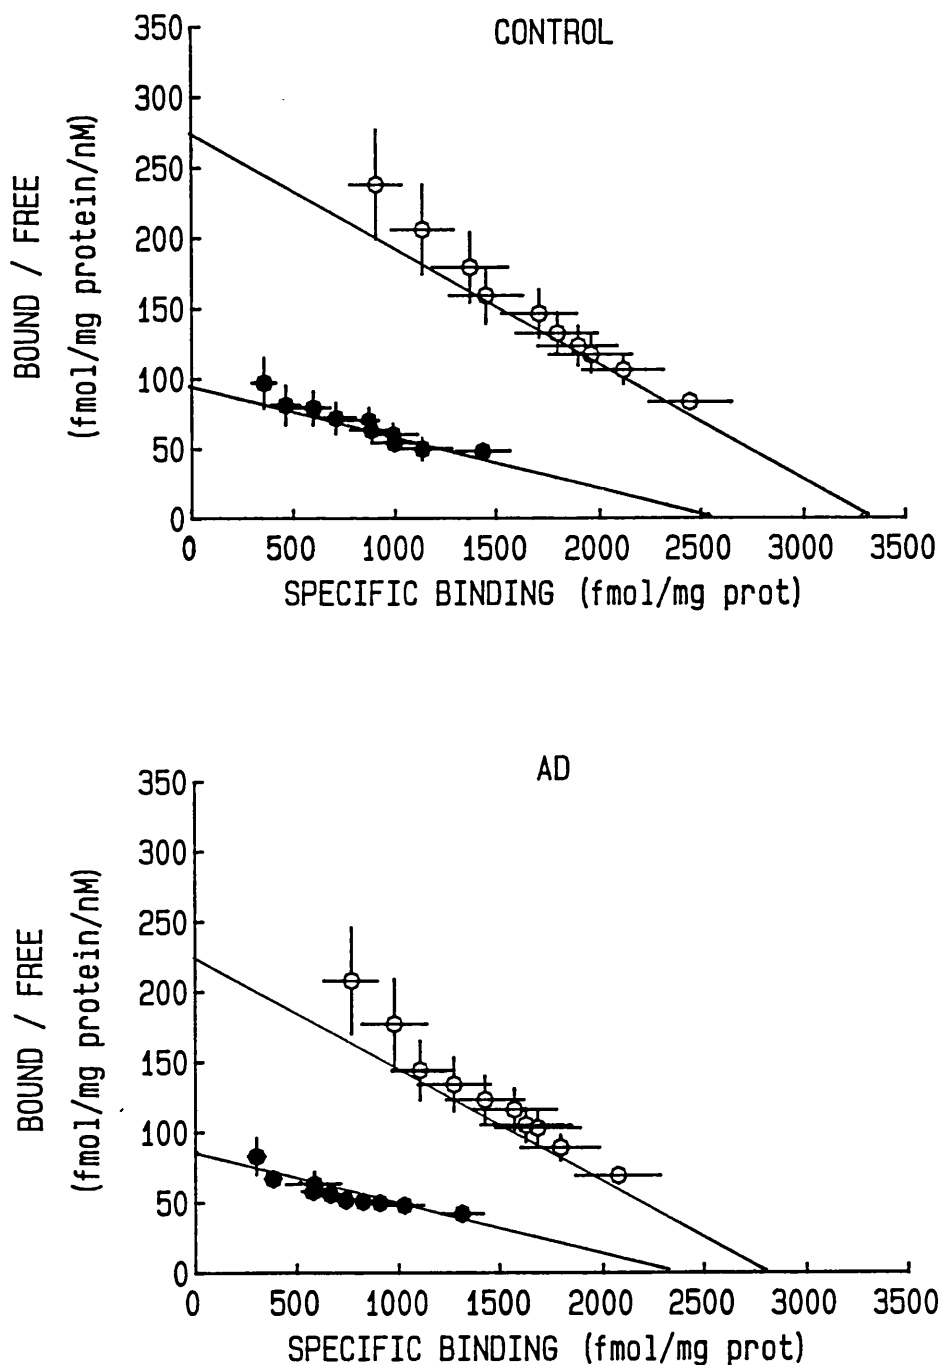 CONTROL
350
300
250
200
150
100
50
0
BOUND / FREE
(fmol/mg protein/nM)
0 500 1000 1500 2000 2500 3000 3500
SPECIFIC BINDING (fmol/mg prot)
AD
350
300
250
200
150
100
50
0
BOUND / FREE
(fmol/mg protein/nM)
0 500 1000 1500 2000 2500 3000 3500
SPECIFIC BINDING (fmol/mg prot)